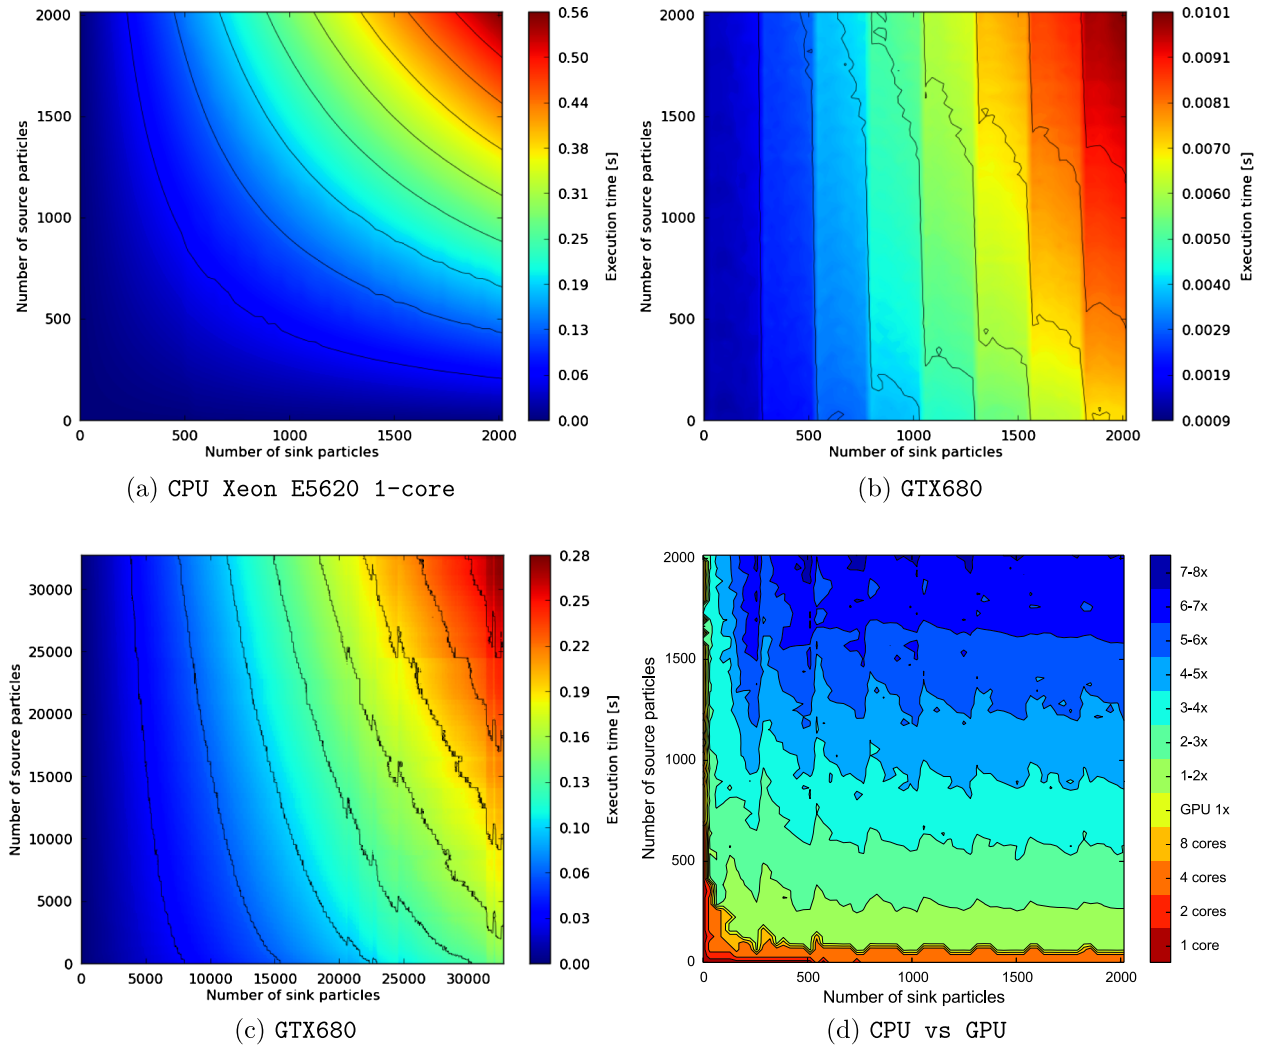 2000
1500
1000
500
0
Number of source particles
0 500 1000 1500 2000
Number of sink particles
0.56
0.50
0.44
0.38
0.31
0.25
0.19
0.13
0.06
0.00
Execution time [s]
(a) CPU Xeon E5620 1-core
2000
1500
1000
500
0
Number of source particles
0 500 1000 1500 2000
Number of sink particles
0.0101
0.0091
0.0081
0.0070
0.0060
0.0050
0.0040
0.0029
0.0019
0.0009
Execution time [s]
(b) GTX680
30000
25000
20000
15000
10000
5000
0
Number of source particles
0 5000 10000 15000 20000 25000 30000
Number of sink particles
0.28
0.25
0.22
0.19
0.16
0.13
0.10
0.06
0.03
0.00
Execution time [s]
(c) GTX680
2000
1500
1000
500
0
Number of source particles
0 500 1000 1500 2000
Number of sink particles
7-8x
6-7x
5-6x
4-5x
3-4x
2-3x
1-2x
GPU 1x
8 cores
4 cores
2 cores
1 core
(d) CPU vs GPU